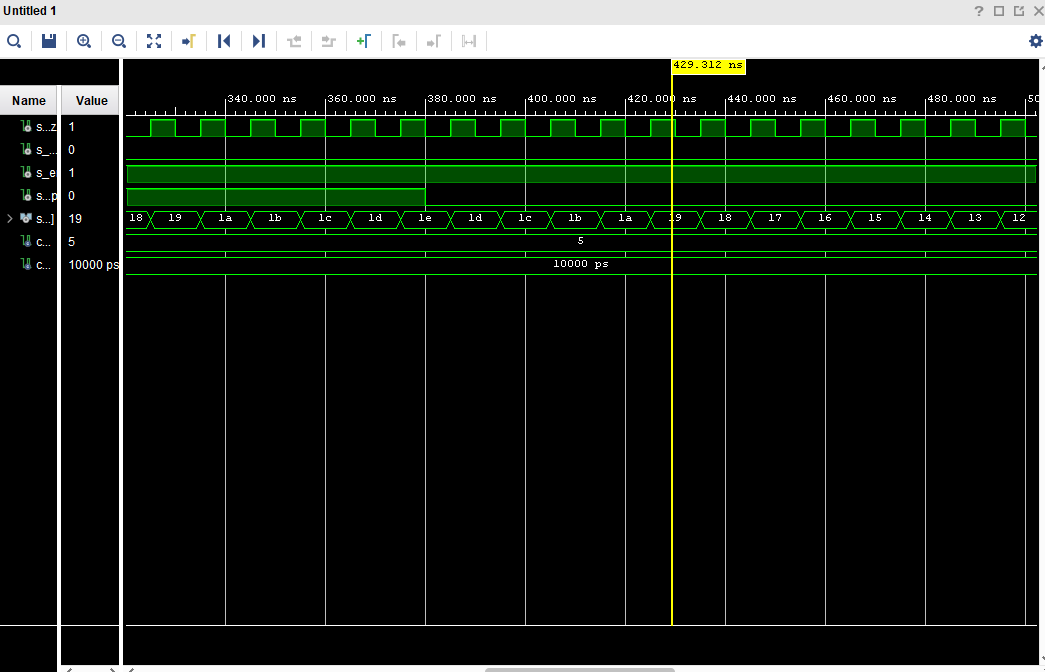 Untitled 1
429.312 ns
Name Value
340.000 ns 360.000 ns 380.000 ns 400.000 ns 420.000 ns 440.000 ns 460.000 ns 480.000 ns 50
s...z 1
s_... 0
s_e 1
s...p 0
s...] 19 18 19 1a 1b 1c 1d 1e 1d 1c 1b 1a 19 18 17 16 15 14 13 12
c... 5 5
c... 10000 ps 10000 ps